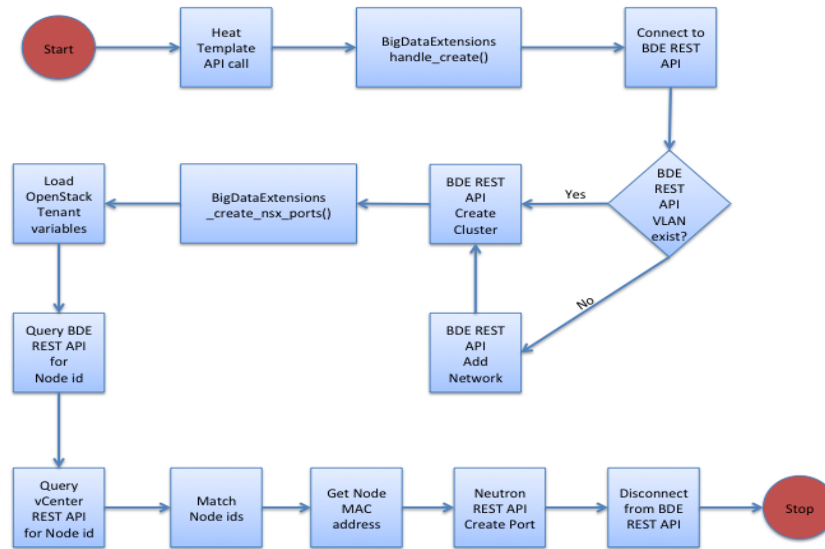 Start
Heat
Template
API call
BigDataExtensions
handle_create()
Connect to
BDE REST
API
BDE
REST
API
VLAN
exist?
Yes
No
BDE REST
API
Add
Network
BDE REST
API
Create
Cluster
BigDataExtensions
_create_nsx_ports()
Load
OpenStack
Tenant
variables
Query BDE
REST API
for
Node id
Query
vCenter
REST API
for Node id
Match
Node ids
Get Node
MAC
address
Neutron
REST API
Create Port
Disconnect
from BDE
REST API
Stop